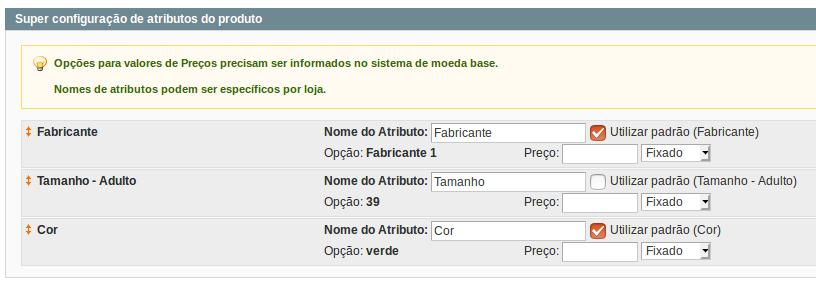 Super configuração de atributos do produto
Opções para valores de Preços precisam ser informados no sistema de moeda base.
Nomes de atributos podem ser específicos por loja.
Fabricante Nome do Atributo: Fabricante Utilizar padrão (Fabricante)
Opção: Fabricante 1 Preço: Fixado
Tamanho - Adulto Nome do Atributo: Tamanho Utilizar padrão (Tamanho - Adulto)
Opção: 39 Preço: Fixado
Cor Nome do Atributo: Cor Utilizar padrão (Cor)
Opção: verde Preço: Fixado